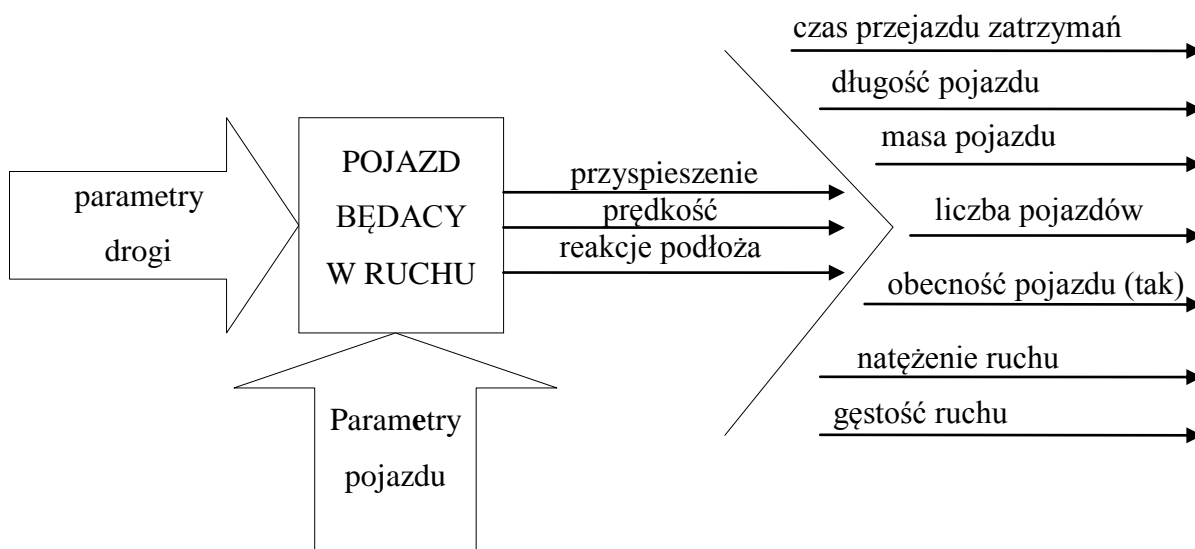 parametry
drogi
POJAZD
BĘDACY
W RUCHU
Parametry
pojazdu
przyspieszenie
prędkość
reakcje podłoża
czas przejazdu zatrzymań
długość pojazdu
masa pojazdu
liczba pojazdów
obecność pojazdu (tak)
natężenie ruchu
gęstość ruchu